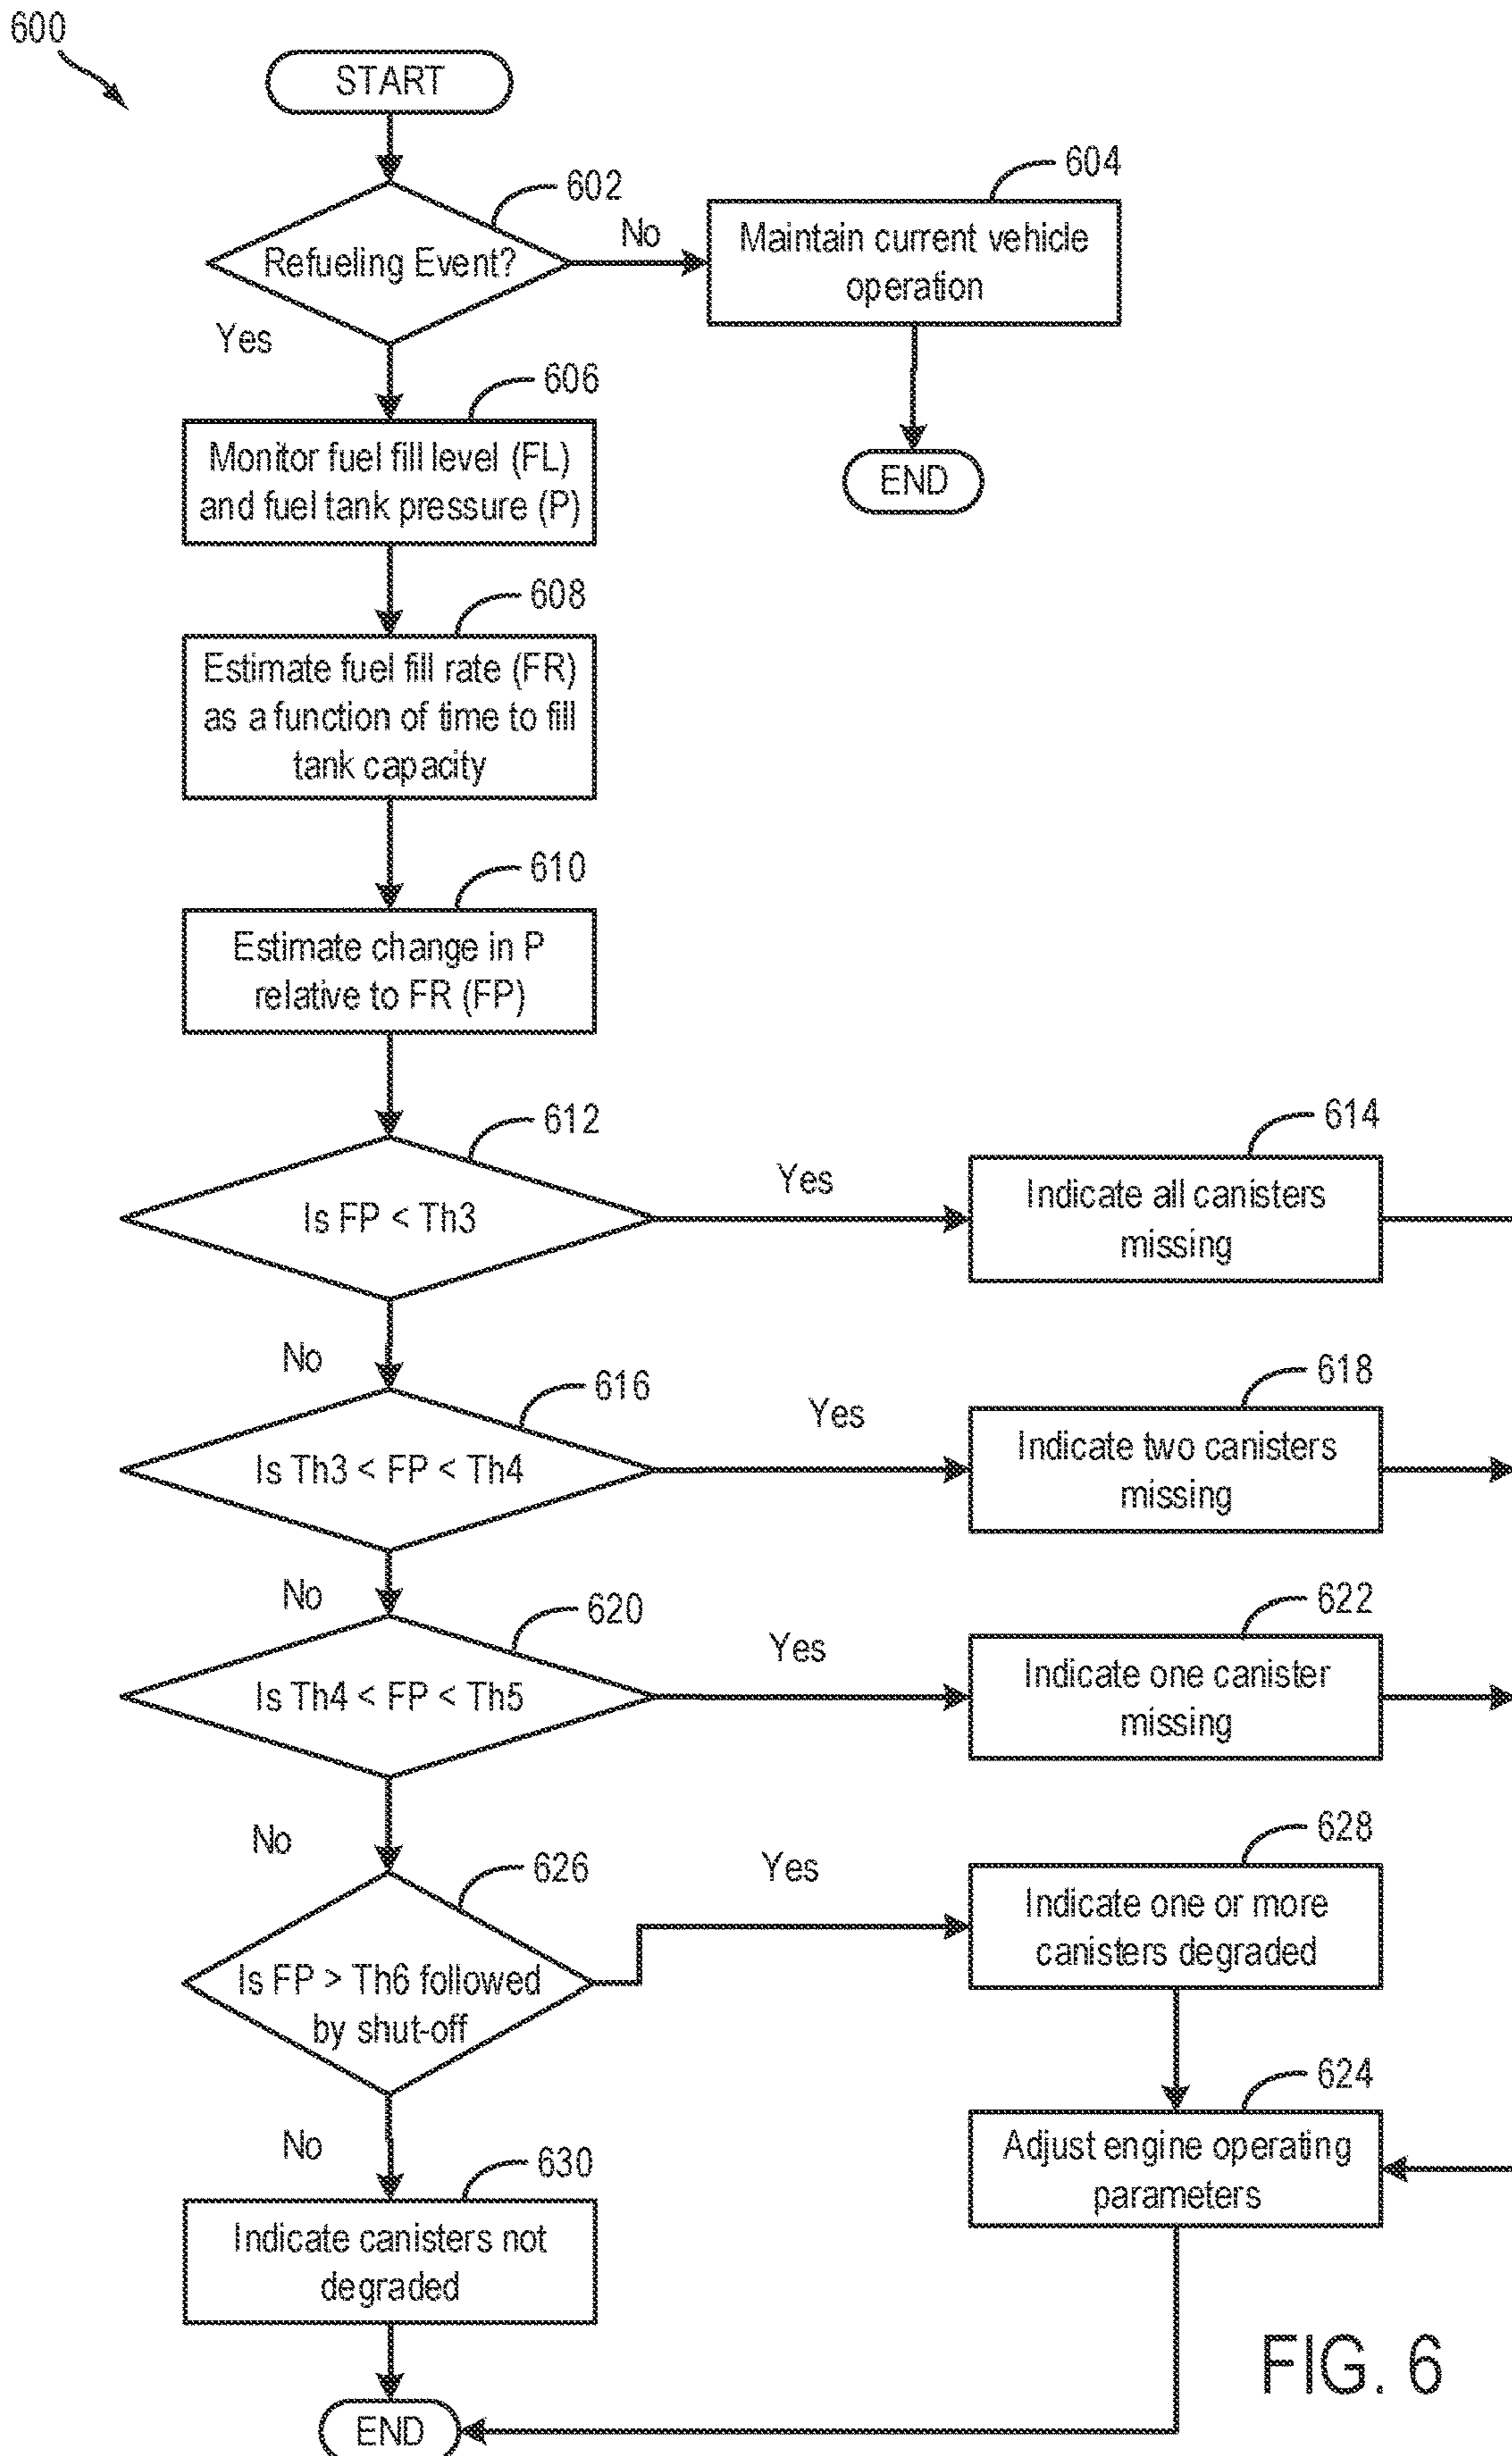 600
START
602
604
Refueling Event?
No
Maintain current vehicle
operation
Yes
END
606
Monitor fuel fill level (FL)
and fuel tank pressure (P)
608
Estimate fuel fill rate (FR)
as a function of time to fill
tank capacity
610
Estimate change in P
relative to FR (FP)
612
Is FP < Th3
Yes
614
Indicate all canisters
missing
No
616
Is Th3 < FP < Th4
Yes
618
Indicate two canisters
missing
No
620
Is Th4 < FP < Th5
Yes
622
Indicate one canister
missing
No
626
Is FP > Th6 followed
by shut-off
Yes
628
Indicate one or more
canisters degraded
624
Adjust engine operating
parameters
No
630
Indicate canisters not
degraded
END
FIG. 6